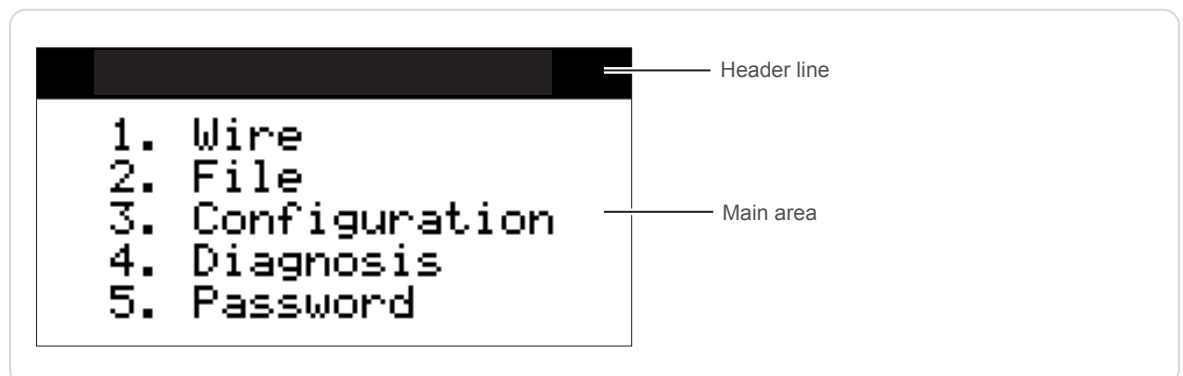 Header line
1. Wire
2. File
3. Configuration
Main area
4. Diagnosis
5. Password